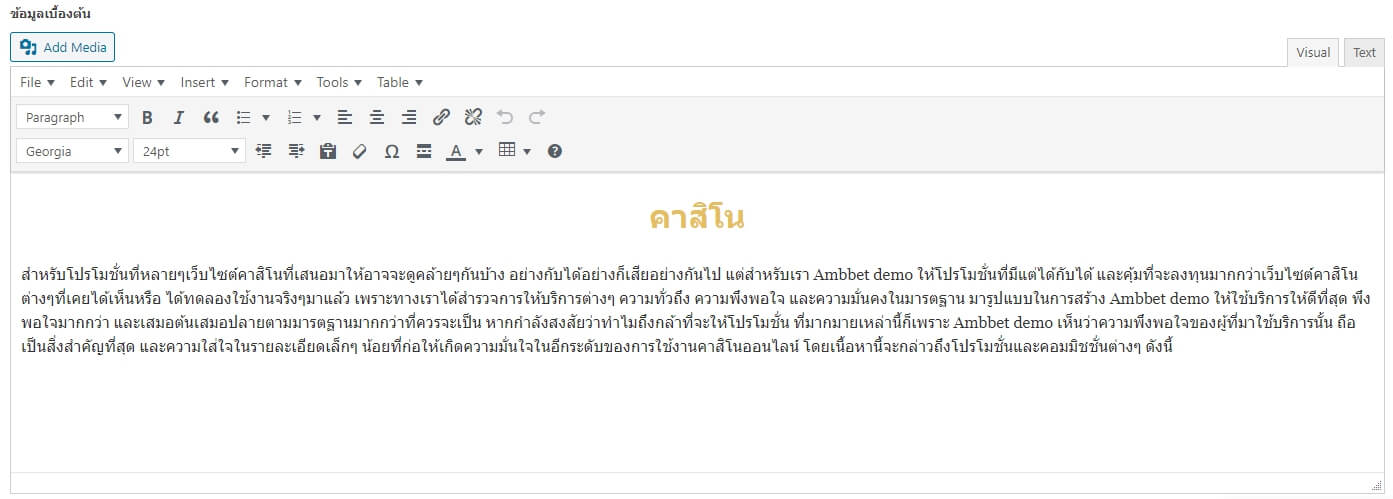 ข้อมูลเบื้องต้น
Add Media
Visual Text
File Edit View Insert Format Tools Table
Paragraph B I
Georgia 24pt Ω A
คาสิโน
สำหรับโปรโมชั่นที่หลายๆเว็บไซต์คาสิโนที่เสนอมาให้อาจจะดูคล้ายๆกันบ้าง อย่างกับได้อย่างก็เสียอย่างกันไป แต่สำหรับเรา Ambbet demo ให้โปรโมชั่นที่มีแต่ได้กับได้ และคุ้มที่จะลงทุนมากกว่าเว็บไซต์คาสิโน
ต่างๆที่เคยได้เห็นหรือ ได้ทดลองใช้งานจริงๆมาแล้ว เพราะทางเราได้สำรวจการให้บริการต่างๆ ความทั่วถึง ความพึงพอใจ และความมั่นคงในมารตฐาน มารูปแบบในการสร้าง Ambbet demo ให้ใช้บริการให้ดีที่สุด พึง
พอใจมากกว่า และเสมอต้นเสมอปลายตามมารตฐานมากกว่าที่ควรจะเป็น หากกำลังสงสัยว่าทำไมถึงกล้าที่จะให้โปรโมชั่น ที่มากมายเหล่านี้ก็เพราะ Ambbet demo เห็นว่าความพึงพอใจของผู้ที่มาใช้บริการนั้น ถือ
เป็นสิ่งสำคัญที่สุด และความใส่ใจในรายละเอียดเล็กๆ น้อยที่ก่อให้เกิดความมั่นใจในอีกระดับของการใช้งานคาสิโนออนไลน์ โดยเนื้อหานี้จะกล่าวถึงโปรโมชั่นและคอมมิชชั่นต่างๆ ดังนี้